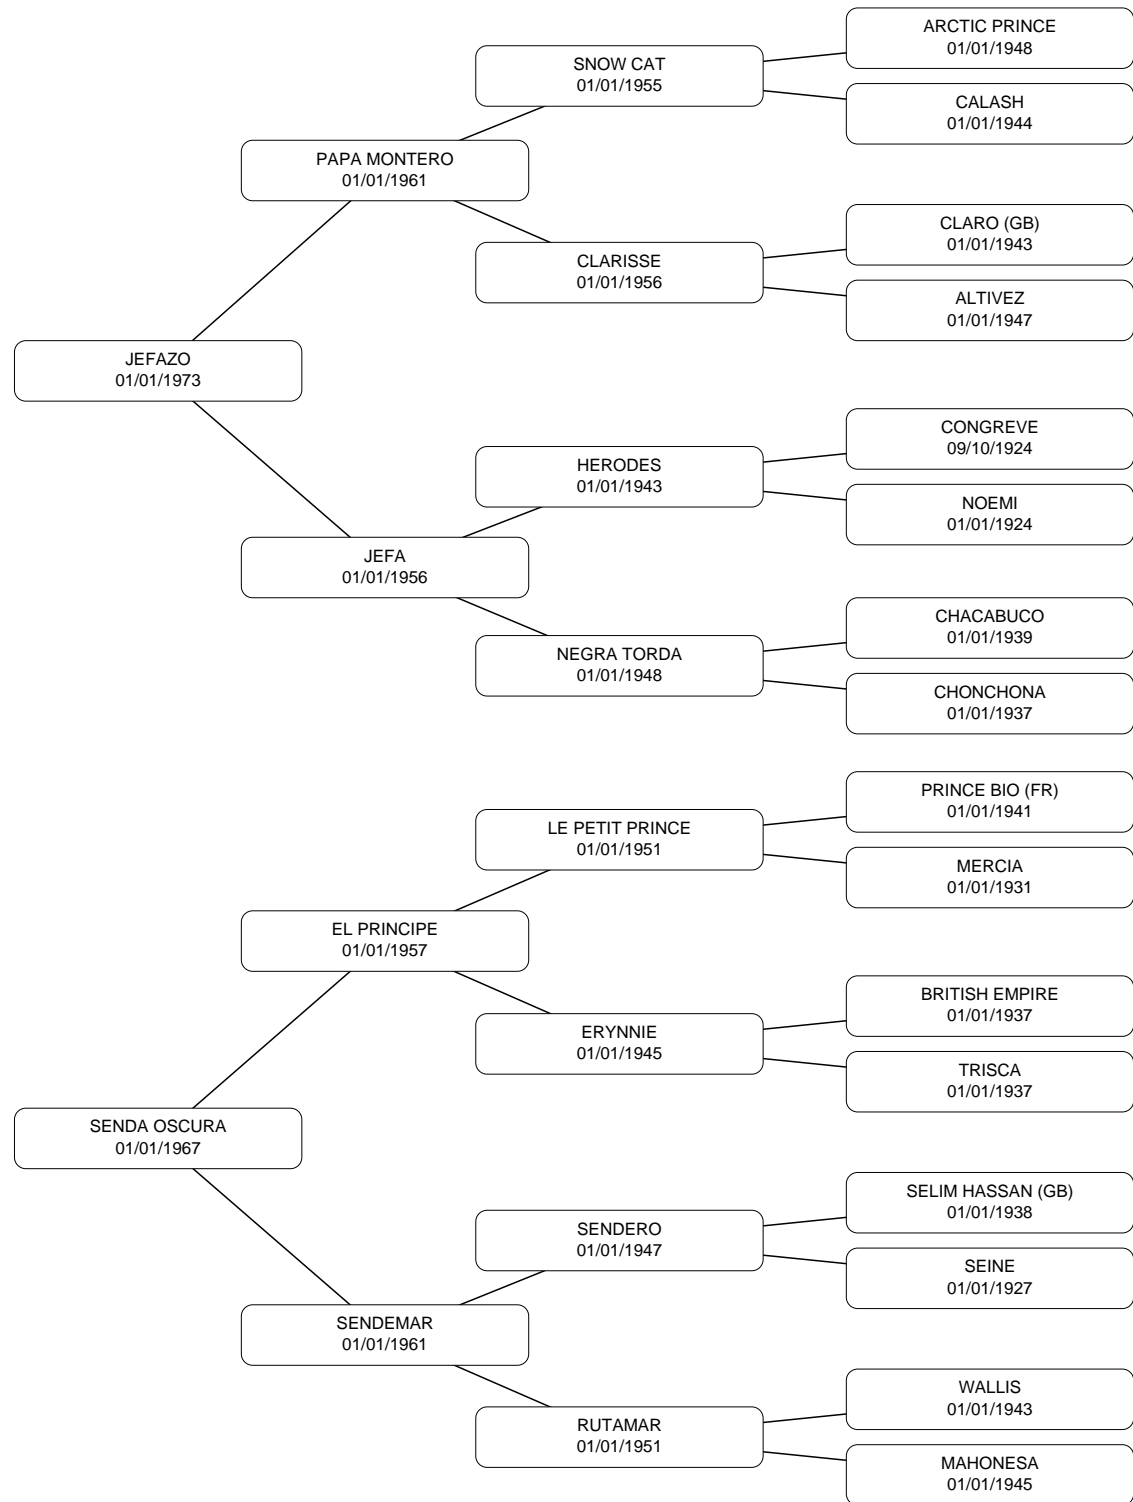 ARCTIC PRINCE
01/01/1948
SNOW CAT
01/01/1955
CALASH
01/01/1944
PAPA MONTERO
01/01/1961
CLARO (GB)
01/01/1943
CLARISSE
01/01/1956
ALTIVEZ
01/01/1947
JEFAZO
01/01/1973
CONGREVE
09/10/1924
HERODES
01/01/1943
NOEMI
01/01/1924
JEFA
01/01/1956
CHACABUCO
01/01/1939
NEGRA TORDA
01/01/1948
CHONCHONA
01/01/1937
PRINCE BIO (FR)
01/01/1941
LE PETIT PRINCE
01/01/1951
MERCIA
01/01/1931
EL PRINCIPE
01/01/1957
BRITISH EMPIRE
01/01/1937
ERYNNIE
01/01/1945
TRISCA
01/01/1937
SENDA OSCURA
01/01/1967
SELIM HASSAN (GB)
01/01/1938
SENDERO
01/01/1947
SEINE
01/01/1927
SENDEMAR
01/01/1961
WALLIS
01/01/1943
RUTAMAR
01/01/1951
MAHONESA
01/01/1945